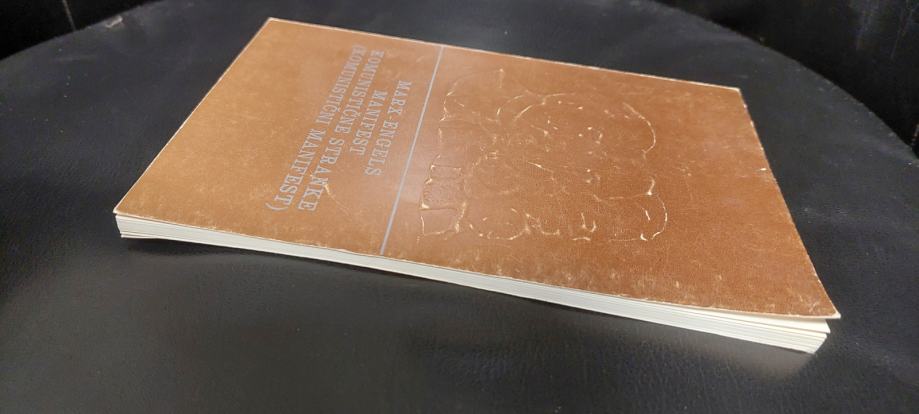 MARX-ENGELS
MANIFEST
KOMUNISTIČNE STRANKE
(KOMUNISTIČNI MANIFEST)